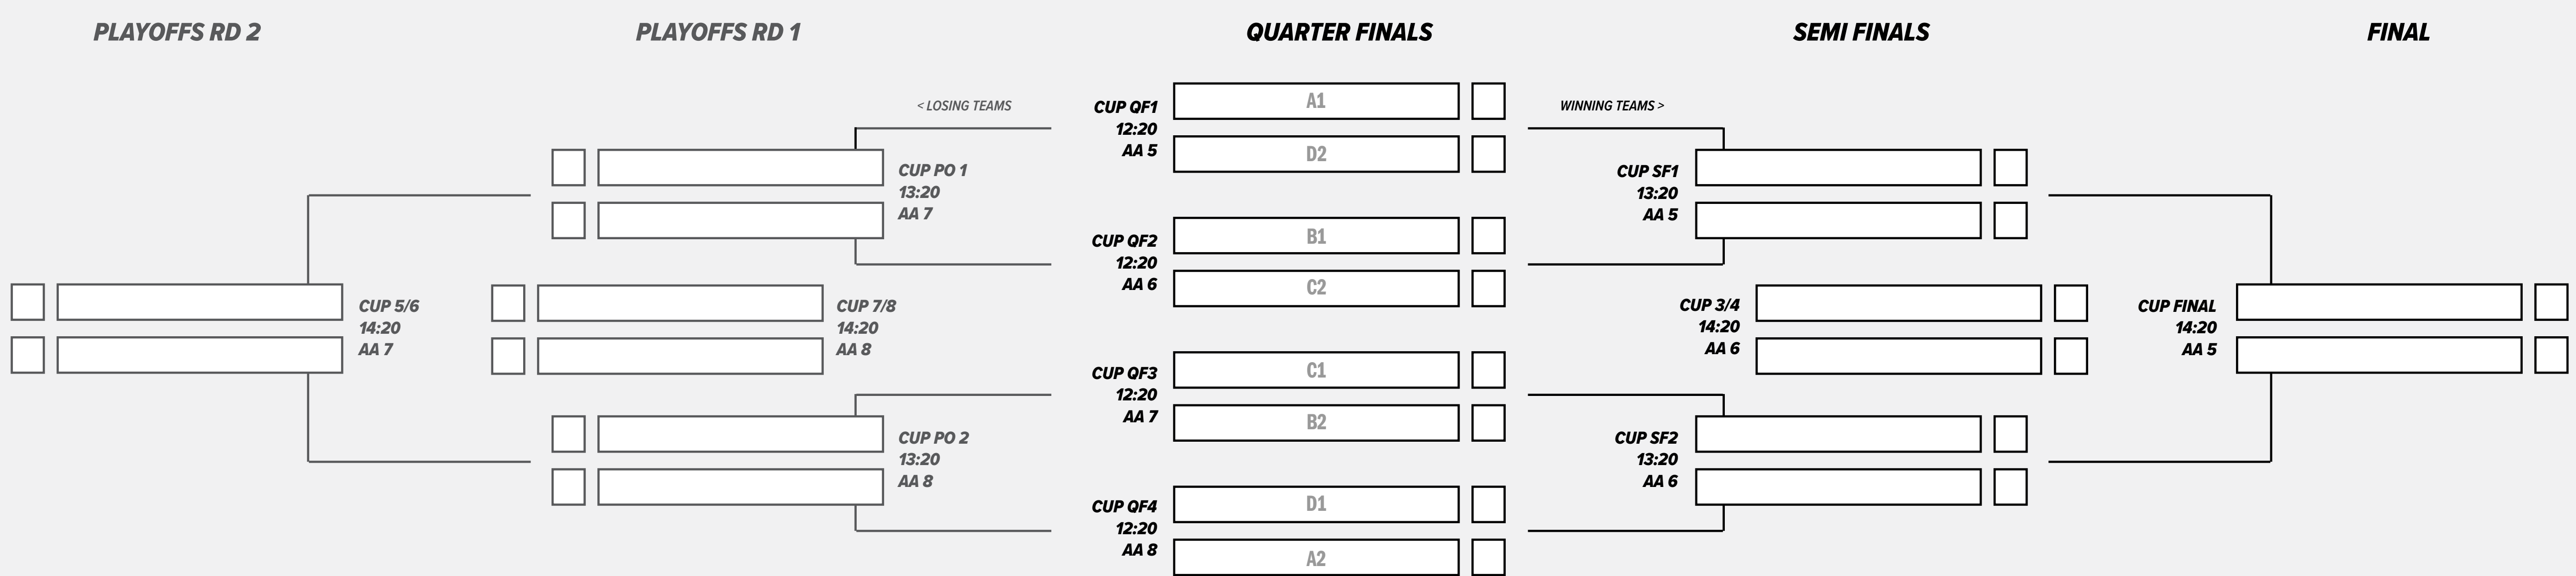 PLAYOFFS RD 2
PLAYOFFS RD 1
QUARTER FINALS
SEMI FINALS
FINAL
< LOSING TEAMS
WINNING TEAMS >
CUP 5/6
14:20
AA 7
CUP PO 1
13:20
AA 7
CUP 7/8
14:20
AA 8
CUP PO 2
13:20
AA 8
CUP QF1
12:20
AA 5
A1
D2
CUP QF2
12:20
AA 6
B1
C2
CUP QF3
12:20
AA 7
C1
B2
CUP QF4
12:20
AA 8
D1
A2
CUP SF1
13:20
AA 5
CUP 3/4
14:20
AA 6
CUP SF2
13:20
AA 6
CUP FINAL
14:20
AA 5